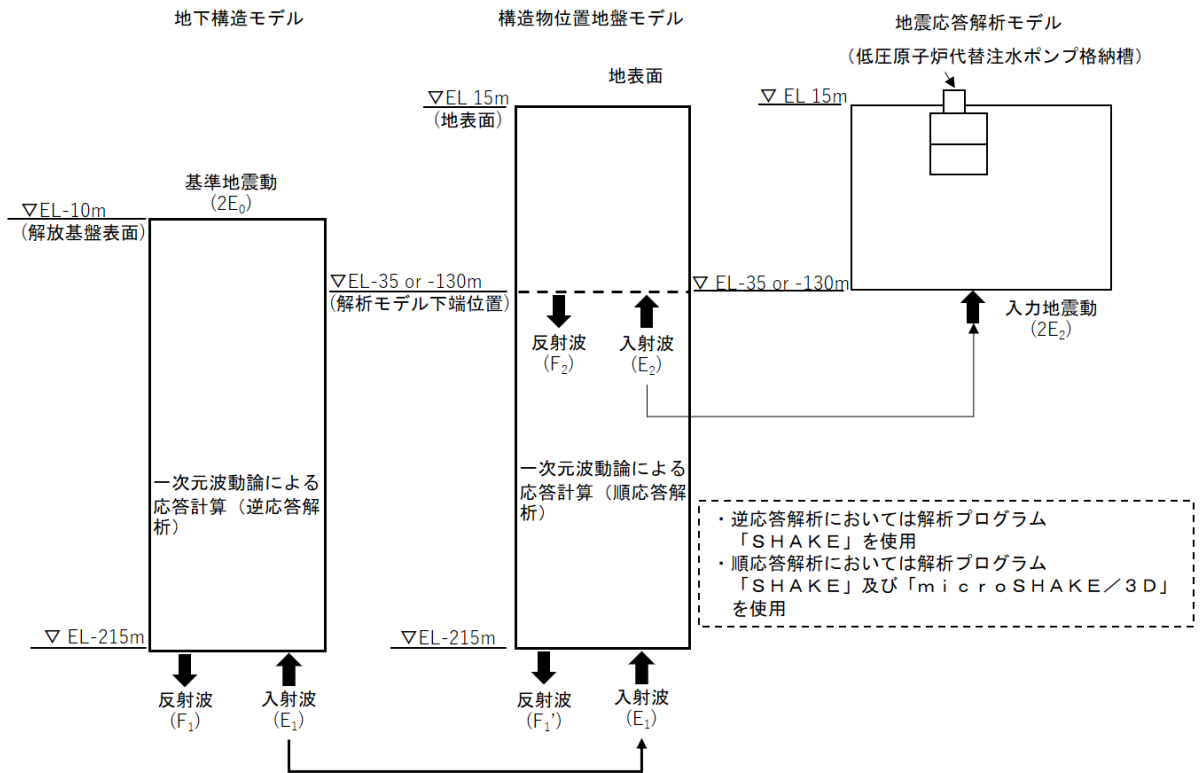 地下構造モデル
基準地震動
(2E₀)
▽EL-10m
(解放基盤表面)
一次元波動論による
応答計算（逆応答解
析）
▽ EL-215m
反射波
(F₁)
入射波
(E₁)
構造物位置地盤モデル
地表面
▽EL 15m
(地表面)
▽EL-35 or -130m
(解析モデル下端位置)
反射波
(F₂)
入射波
(E₂)
一次元波動論による
応答計算（順応答解
析）
▽EL-215m
反射波
(F₁')
入射波
(E₁)
地震応答解析モデル
（低圧原子炉代替注水ポンプ格納槽）
▽ EL 15m
▽ EL-35 or -130m
入力地震動
(2E₂)
・逆応答解析においては解析プログラム
「ＳＨＡＫＥ」を使用
・順応答解析においては解析プログラム
「ＳＨＡＫＥ」及び「ｍｉｃｒｏＳＨＡＫＥ／３Ｄ」
を使用